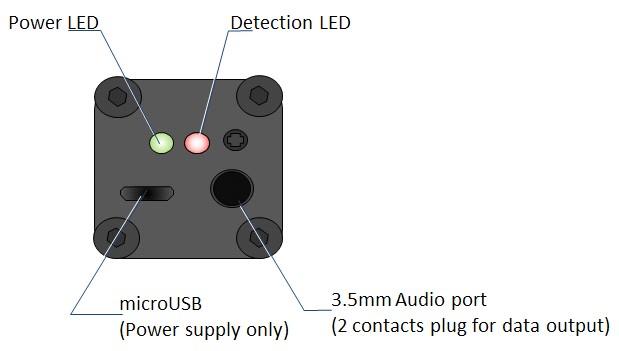 Power LED
Detection LED
microUSB
(Power supply only)
3.5mm Audio port
(2 contacts plug for data output)